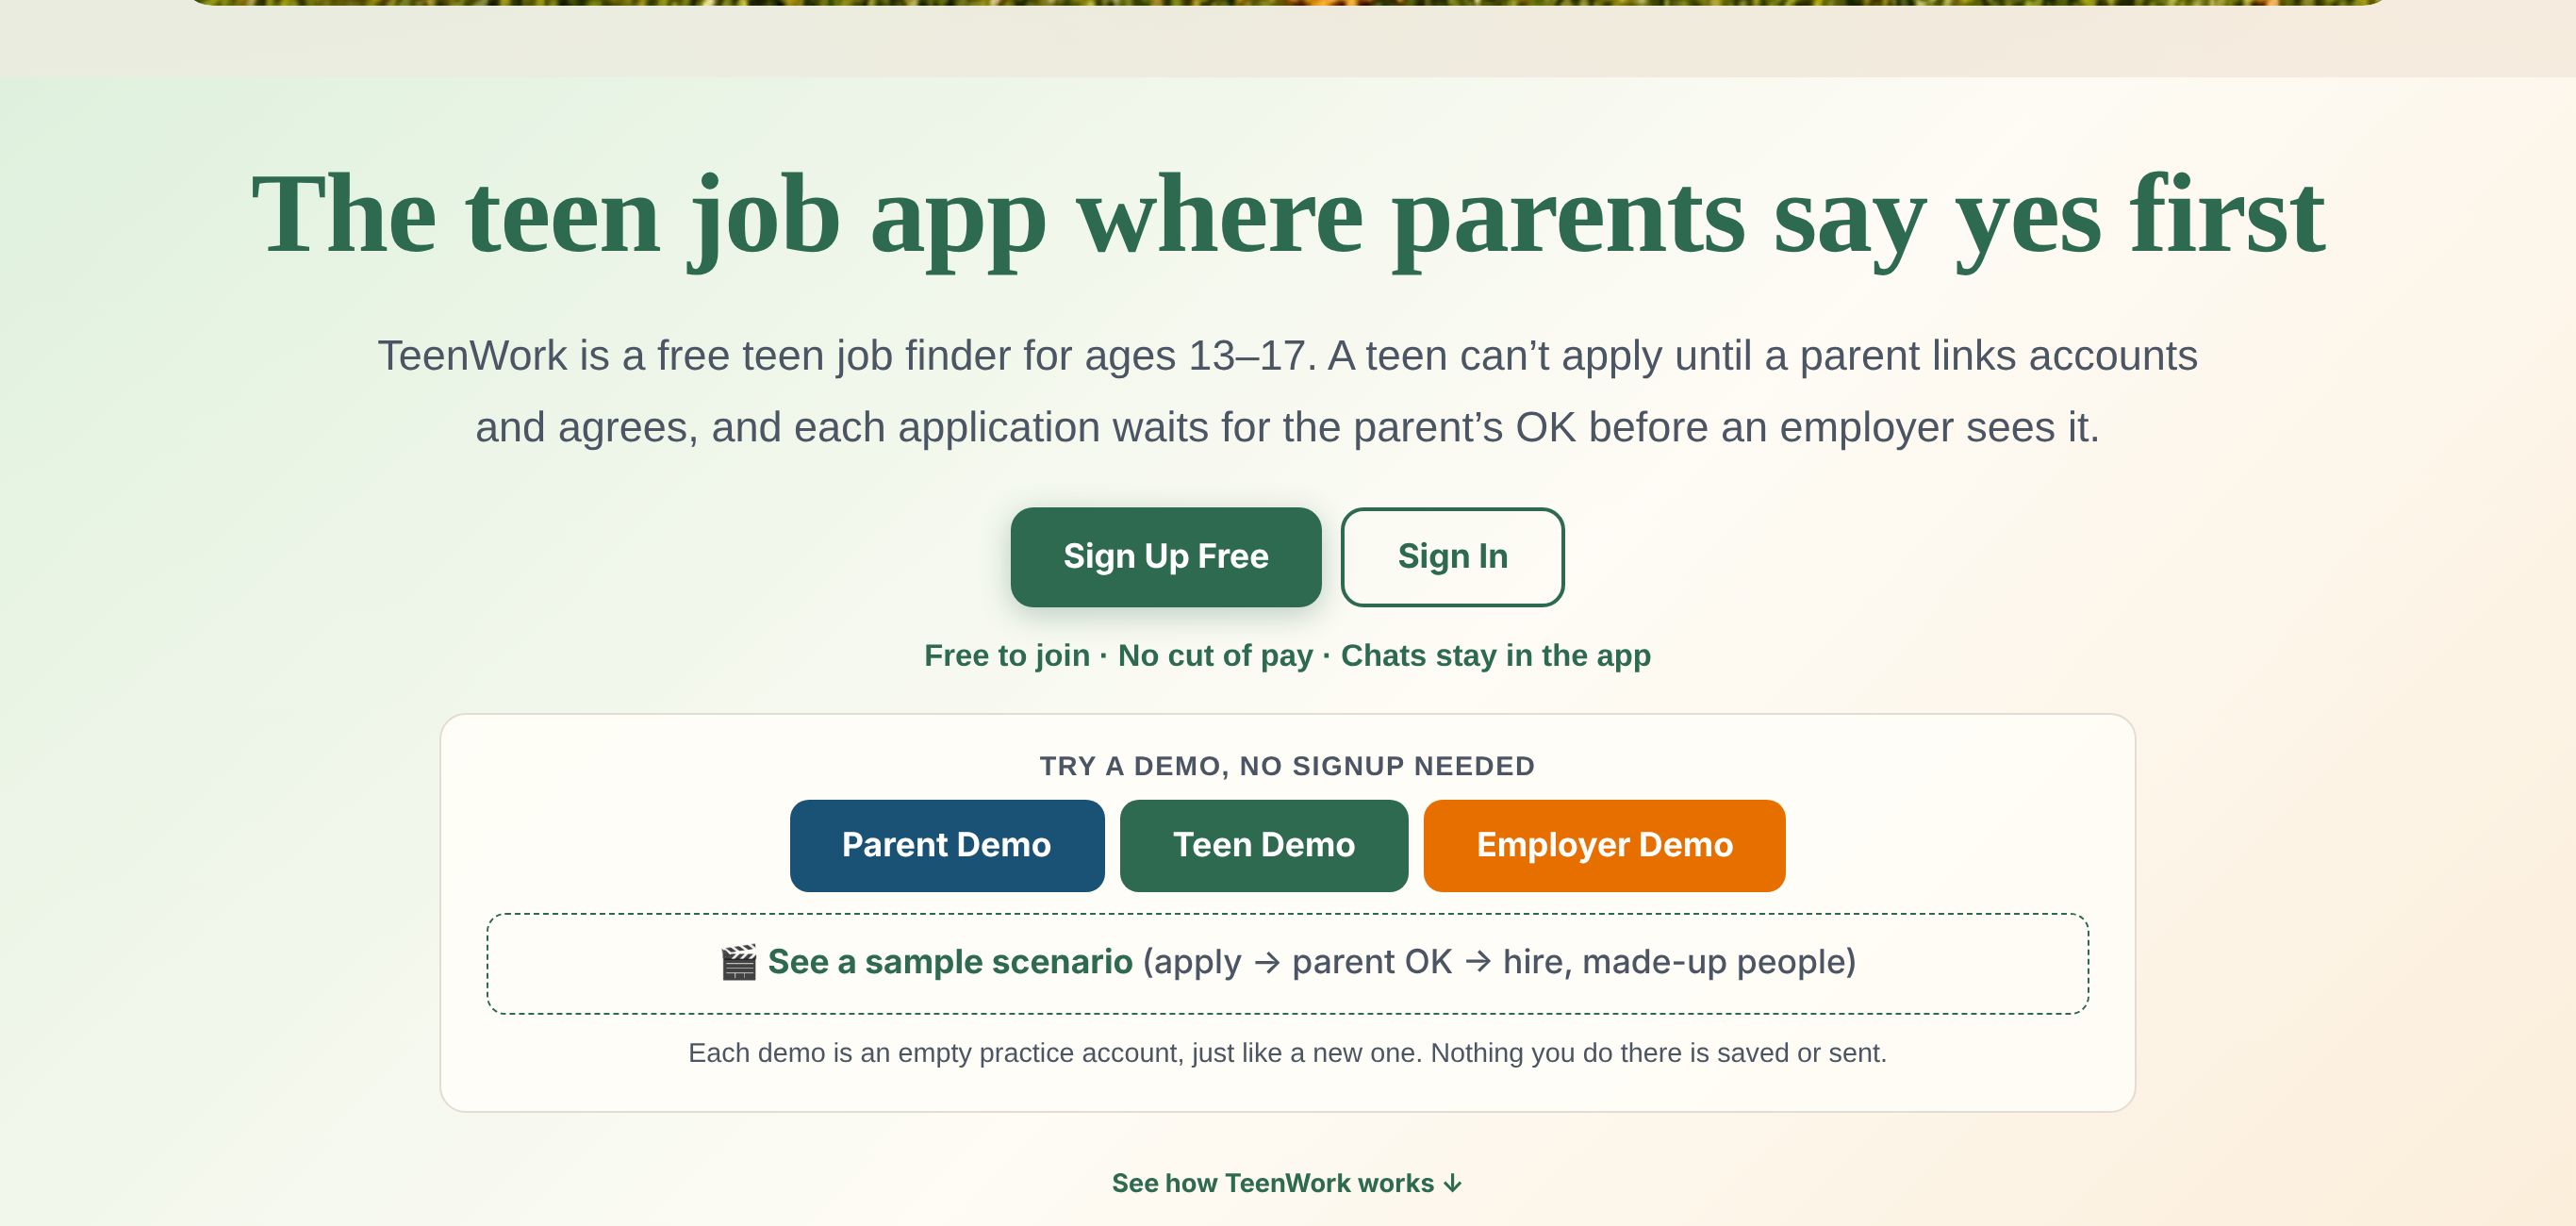 The teen job app where parents say yes first
TeenWork is a free teen job finder for ages 13–17. A teen can’t apply until a parent links accounts
and agrees, and each application waits for the parent’s OK before an employer sees it.
Sign Up Free
Sign In
Free to join · No cut of pay · Chats stay in the app
TRY A DEMO, NO SIGNUP NEEDED
Parent Demo
Teen Demo
Employer Demo
🎬 See a sample scenario (apply → parent OK → hire, made-up people)
Each demo is an empty practice account, just like a new one. Nothing you do there is saved or sent.
See how TeenWork works ↓